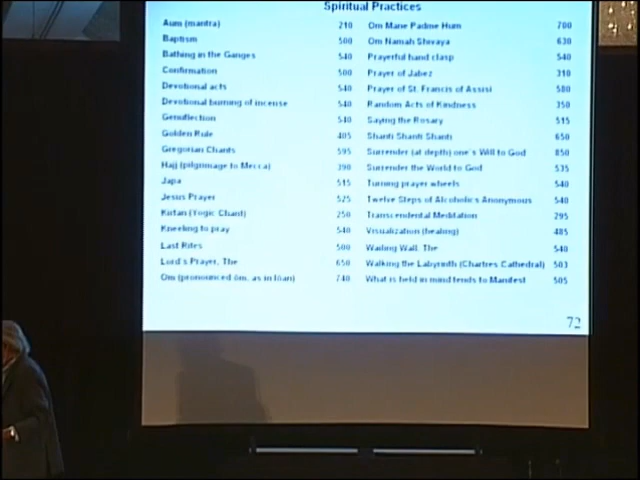 Spiritual Practices
Aum (mantra) 210
Baptism 500
Bathing in the Ganges 540
Confirmation 500
Devotional acts 540
Devotional burning of incense 540
Genuflection 540
Golden Rule 405
Gregorian Chants 595
Hajj (pilgrimage to Mecca) 390
Japa 515
Jesus Prayer 525
Kirtan (Yogic Chant) 250
Kneeling to pray 540
Last Rites 500
Lord's Prayer, The 650
Om (pronounced as in loan) 740
Om Mane Padme Hum 700
Om Namah Shivaya 630
Prayerful hand clasp 540
Prayer of Jabez 310
Prayer of St. Francis of Assisi 580
Random Acts of Kindness 350
Saying the Rosary 515
Shanti Shanti Shanti 650
Surrender (at depth) one's Will to God 850
Surrender the World to God 535
Turning prayer wheels 540
Twelve Steps of Alcoholics Anonymous 540
Transcendental Meditation 295
Visualization (healing) 485
Wailing Wall, The 540
Walking the Labyrinth (Chartres Cathedral) 503
What is held in mind tends to Manifest 505
72